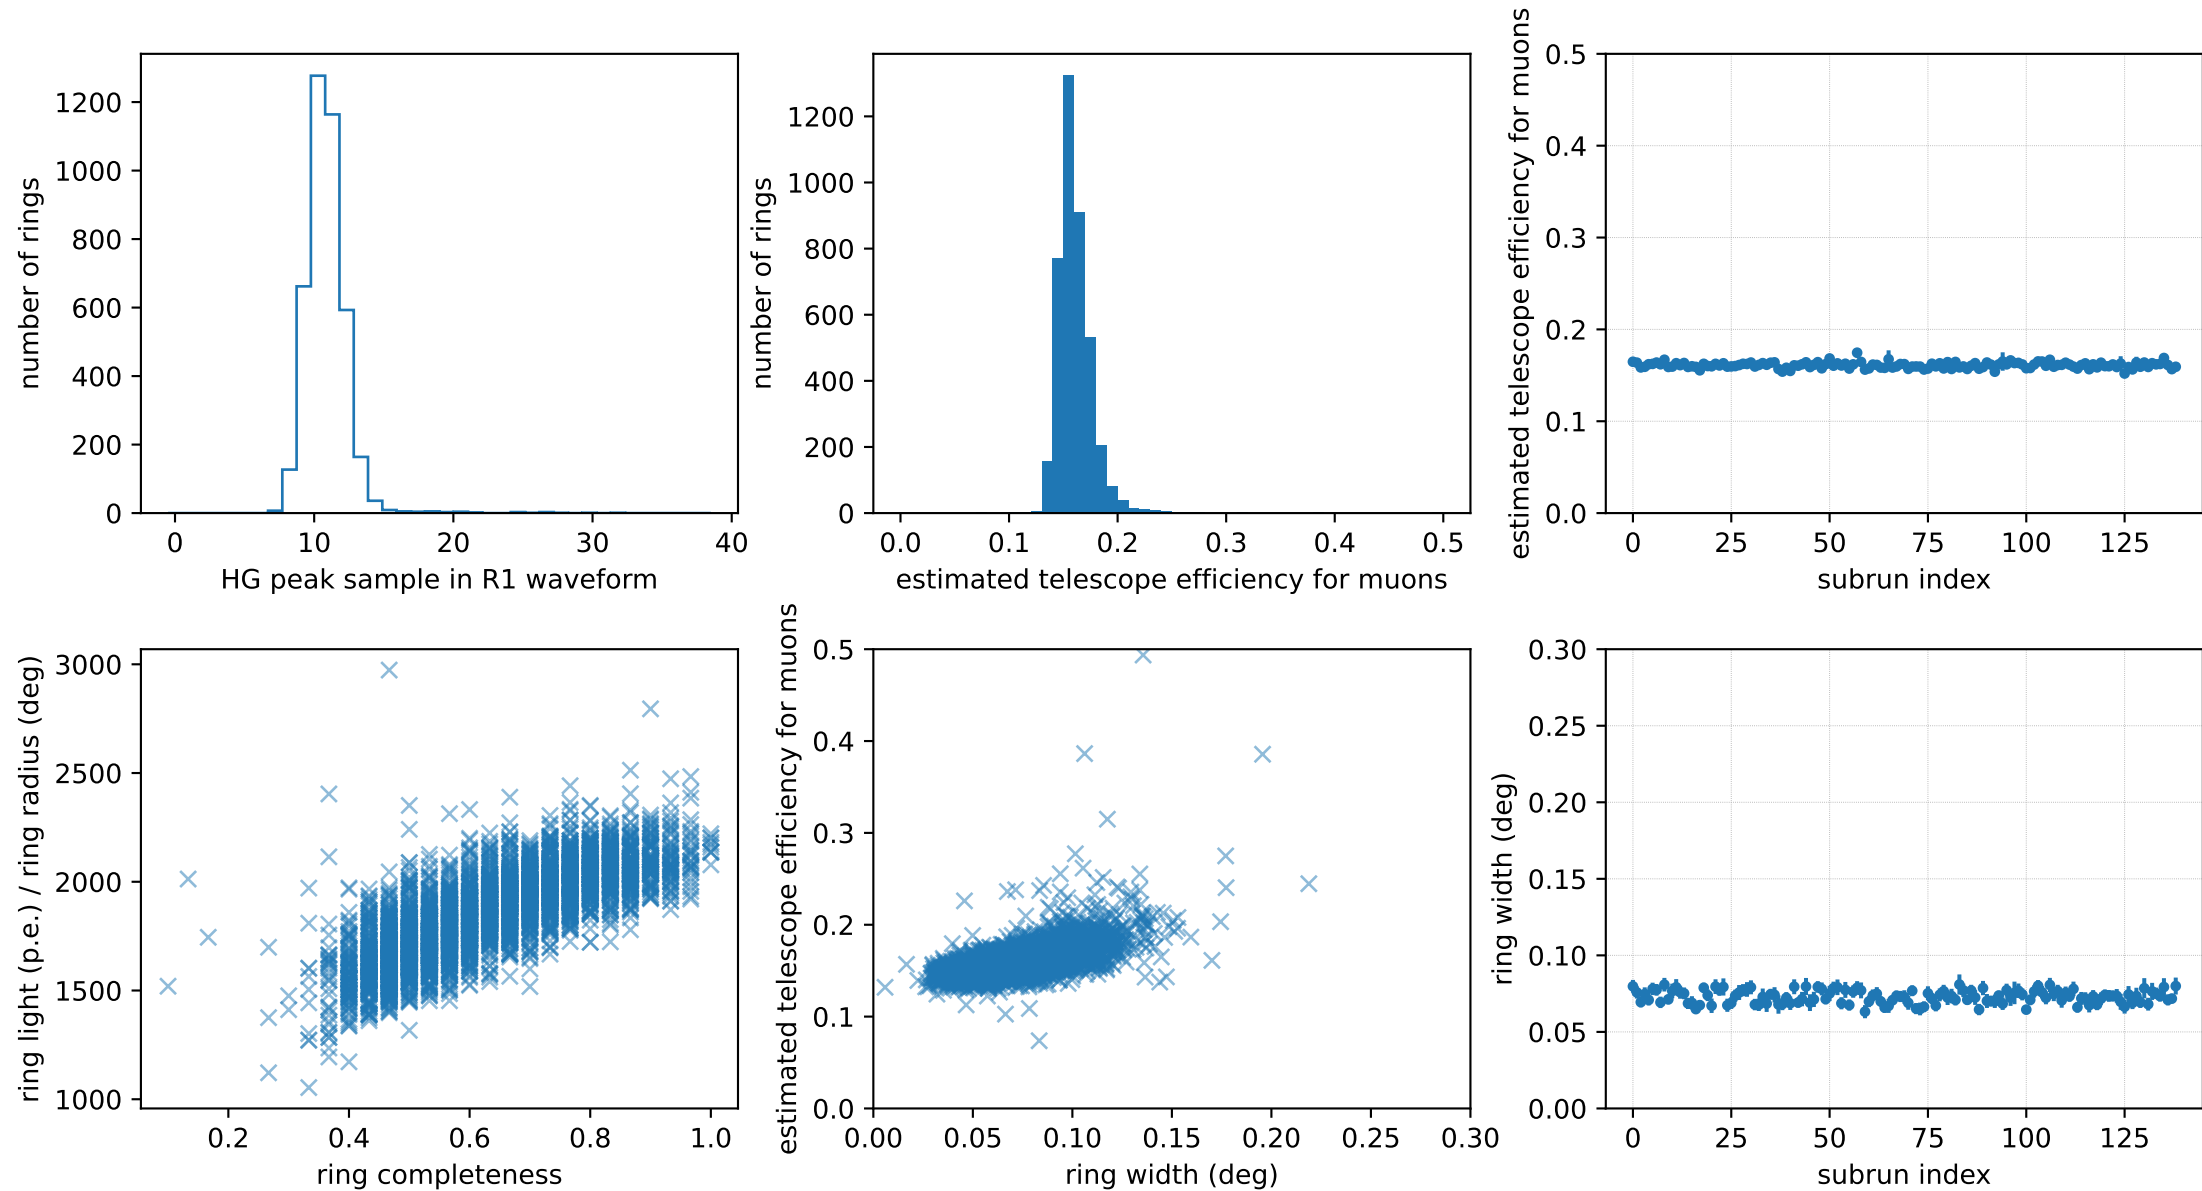 number of rings
1200
1000
800
600
400
200
0
0 10 20 30 40
HG peak sample in R1 waveform
number of rings
1200
1000
800
600
400
200
0
0.0 0.1 0.2 0.3 0.4 0.5
estimated telescope efficiency for muons
estimated telescope efficiency for muons
0.5
0.4
0.3
0.2
0.1
0.0
0 25 50 75 100 125
subrun index
ring light (p.e.) / ring radius (deg)
3000
2500
2000
1500
1000
0.2 0.4 0.6 0.8 1.0
ring completeness
estimated telescope efficiency for muons
0.5
0.4
0.3
0.2
0.1
0.0
0.00 0.05 0.10 0.15 0.20 0.25 0.30
ring width (deg)
ring width (deg)
0.30
0.25
0.20
0.15
0.10
0.05
0.00
0 25 50 75 100 125
subrun index